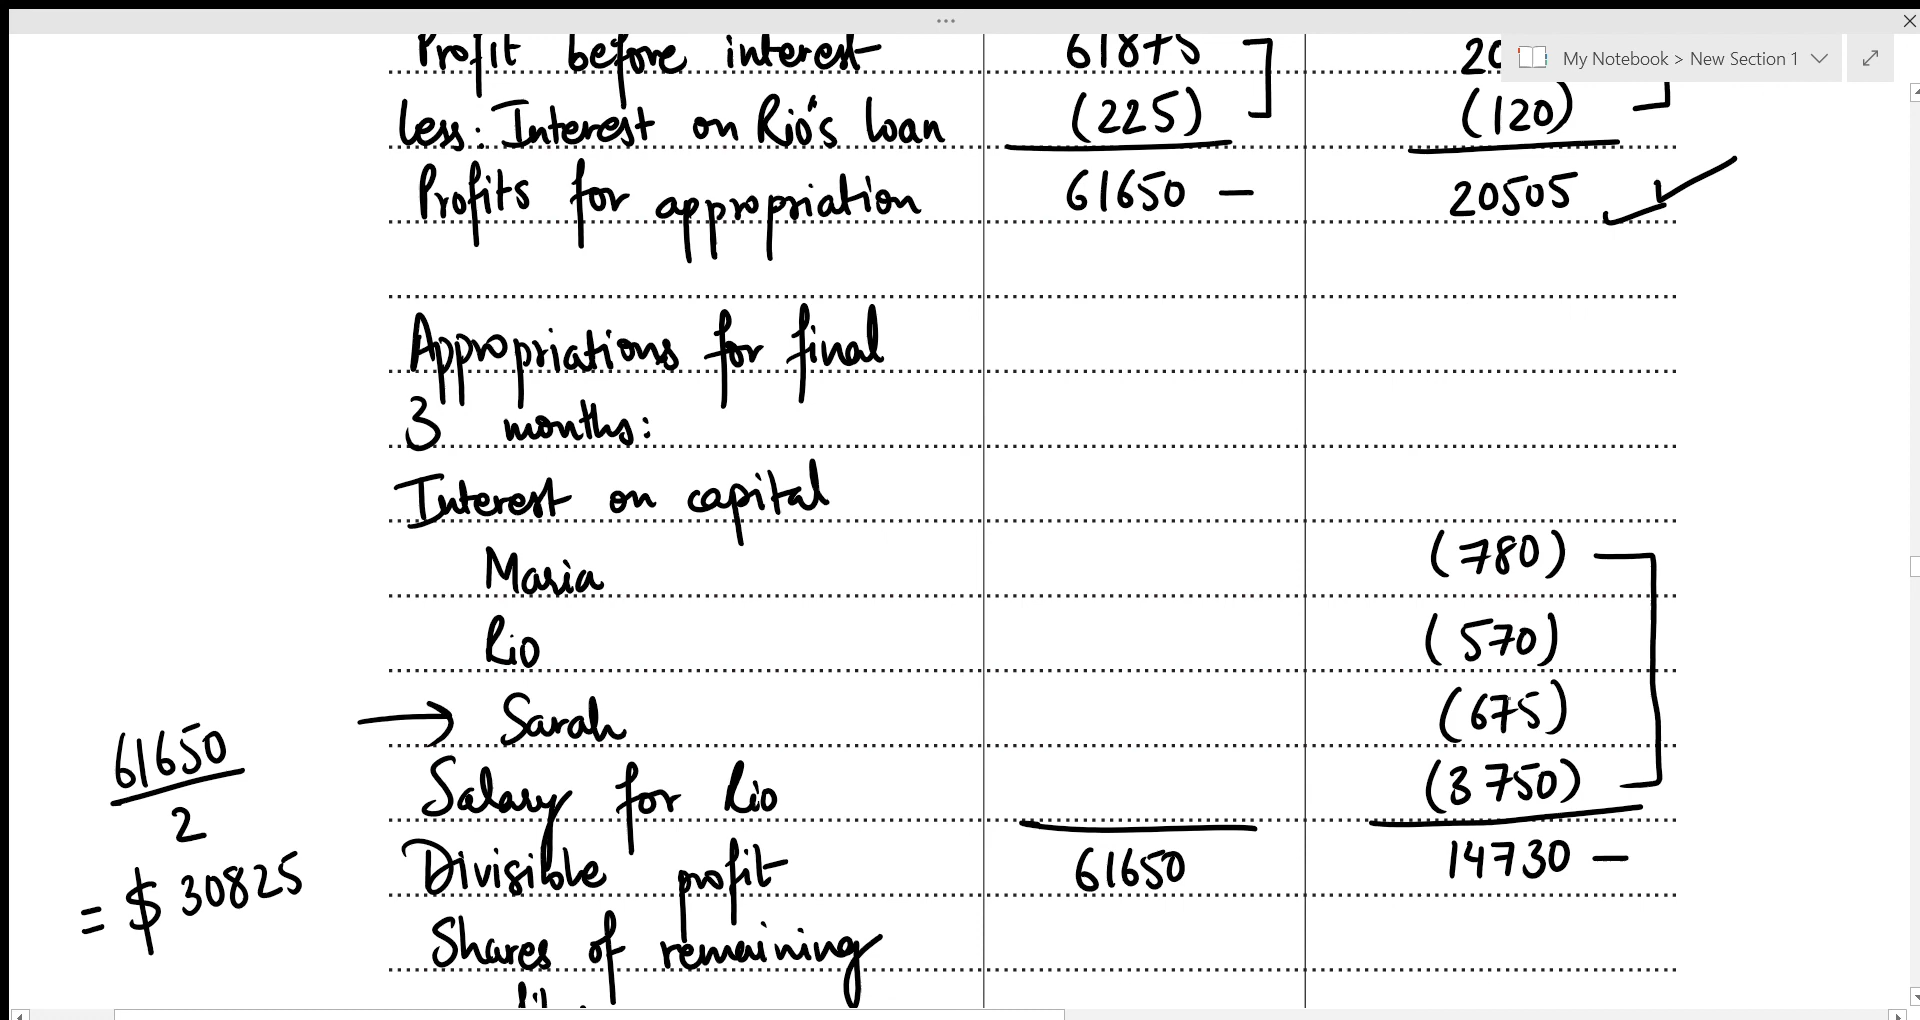 My Notebook > New Section 1
Profit before interest 61875 20
less: Interest on Rio's loan (225) (120)
Profits for appropriation 61650 — 20505
Appropriations for final
3 months:
Interest on capital
Maria (780)
Rio (570)
→ Sarah (675)
Salary for Rio (3750)
Divisible profit 61650 14730 —
Shares of remaining
61650
2
= $ 30825